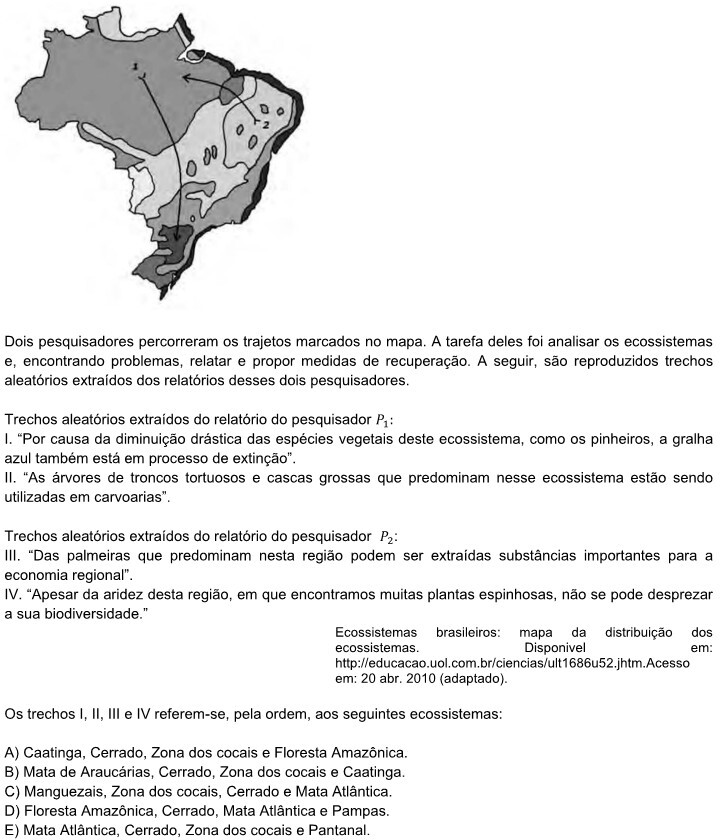 1
2
Dois pesquisadores percorreram os trajetos marcados no mapa. A tarefa deles foi analisar os ecossistemas
e, encontrando problemas, relatar e propor medidas de recuperação. A seguir, são reproduzidos trechos
aleatórios extraídos dos relatórios desses dois pesquisadores.
Trechos aleatórios extraídos do relatório do pesquisador P₁:
I. “Por causa da diminuição drástica das espécies vegetais deste ecossistema, como os pinheiros, a gralha
azul também está em processo de extinção”.
II. “As árvores de troncos tortuosos e cascas grossas que predominam nesse ecossistema estão sendo
utilizadas em carvoarias”.
Trechos aleatórios extraídos do relatório do pesquisador P₂:
III. “Das palmeiras que predominam nesta região podem ser extraídas substâncias importantes para a
economia regional”.
IV. “Apesar da aridez desta região, em que encontramos muitas plantas espinhosas, não se pode desprezar
a sua biodiversidade.”
Ecossistemas brasileiros: mapa da distribuição dos
ecossistemas. Disponivel em:
http://educacao.uol.com.br/ciencias/ult1686u52.jhtm.Acesso
em: 20 abr. 2010 (adaptado).
Os trechos I, II, III e IV referem-se, pela ordem, aos seguintes ecossistemas:
A) Caatinga, Cerrado, Zona dos cocais e Floresta Amazônica.
B) Mata de Araucárias, Cerrado, Zona dos cocais e Caatinga.
C) Manguezais, Zona dos cocais, Cerrado e Mata Atlântica.
D) Floresta Amazônica, Cerrado, Mata Atlântica e Pampas.
E) Mata Atlântica, Cerrado, Zona dos cocais e Pantanal.